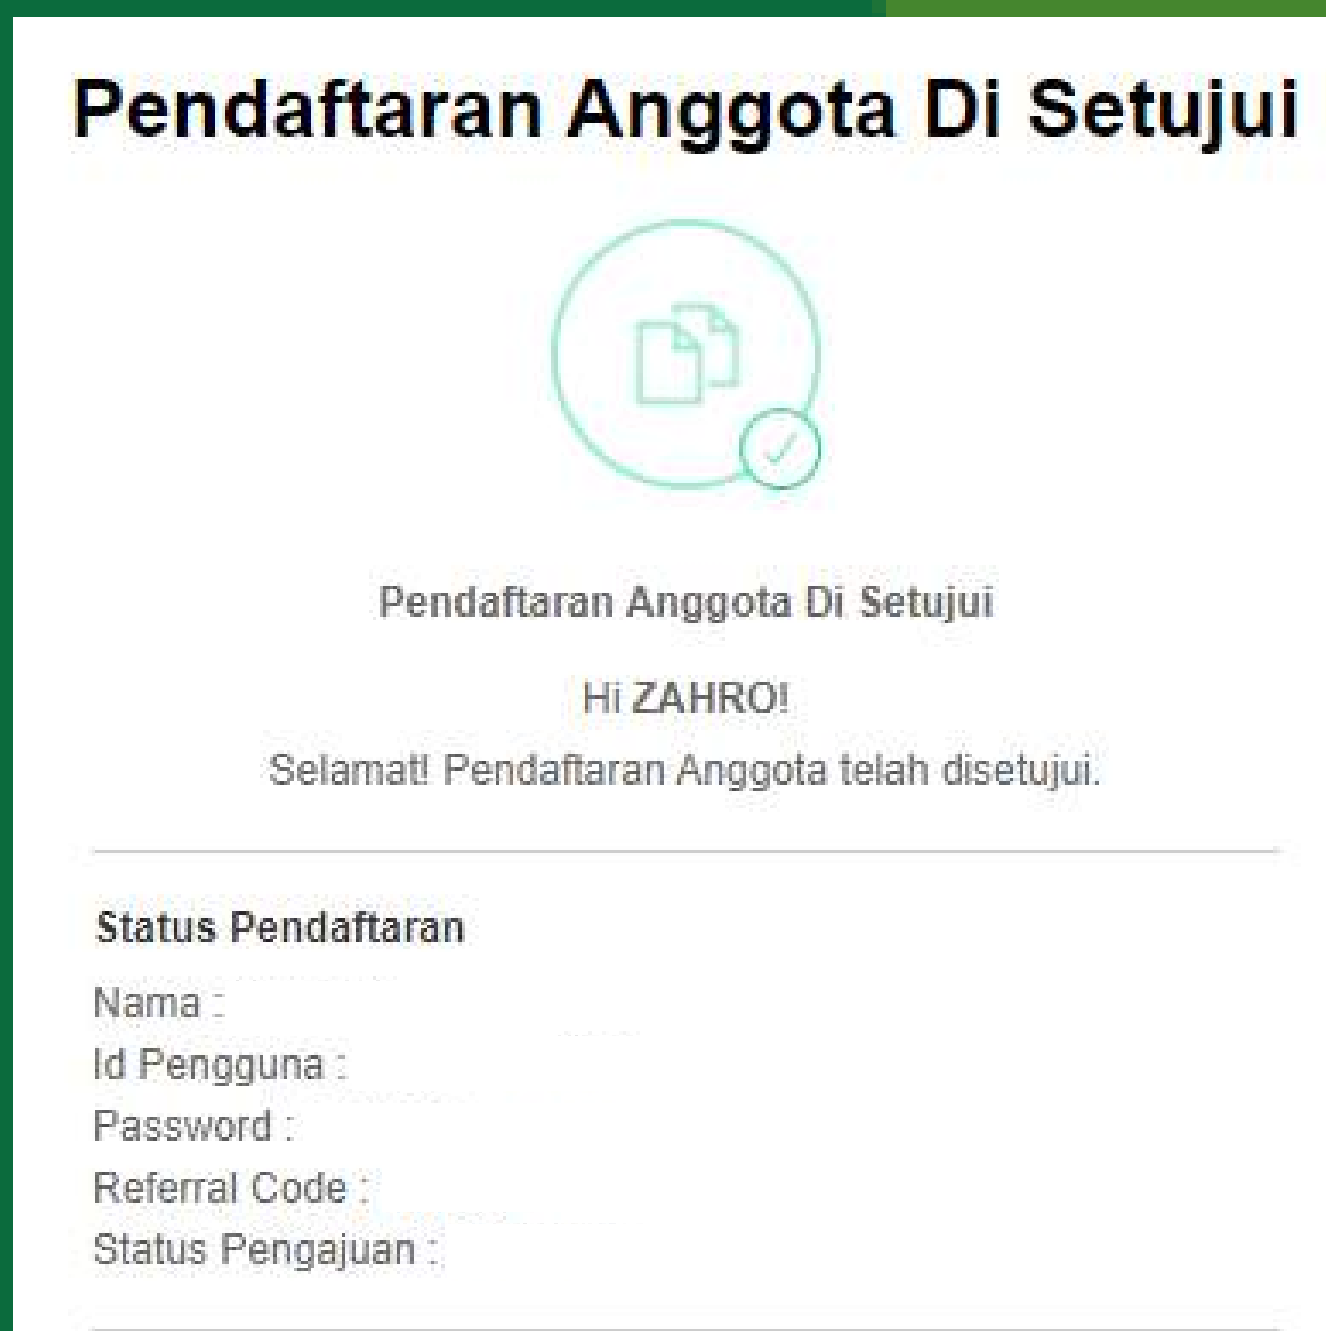 Pendaftaran Anggota Di Setujui
Pendaftaran Anggota Di Setujui
Hi ZAHRO!
Selamat! Pendaftaran Anggota telah disetujui.
Status Pendaftaran
Nama :
Id Pengguna :
Password :
Referral Code :
Status Pengajuan :